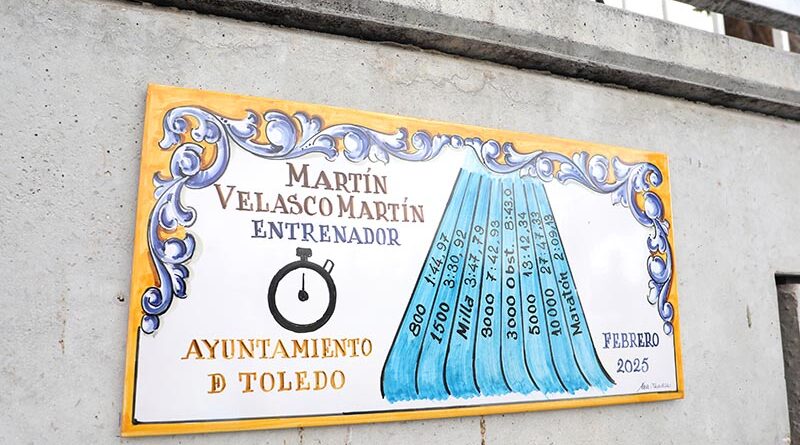 MARTÍN
VELASCO MARTÍN
ENTRENADOR
AYUNTAMIENTO
D TOLEDO
800 1:44.97
1500 3:30.92
Milla 3:47.79
3000 7:42.93
3000 Obst. 8:43.0
5000 13:12.34
10000 27:47.33
Maratón 2:09.13
FEBRERO
2025